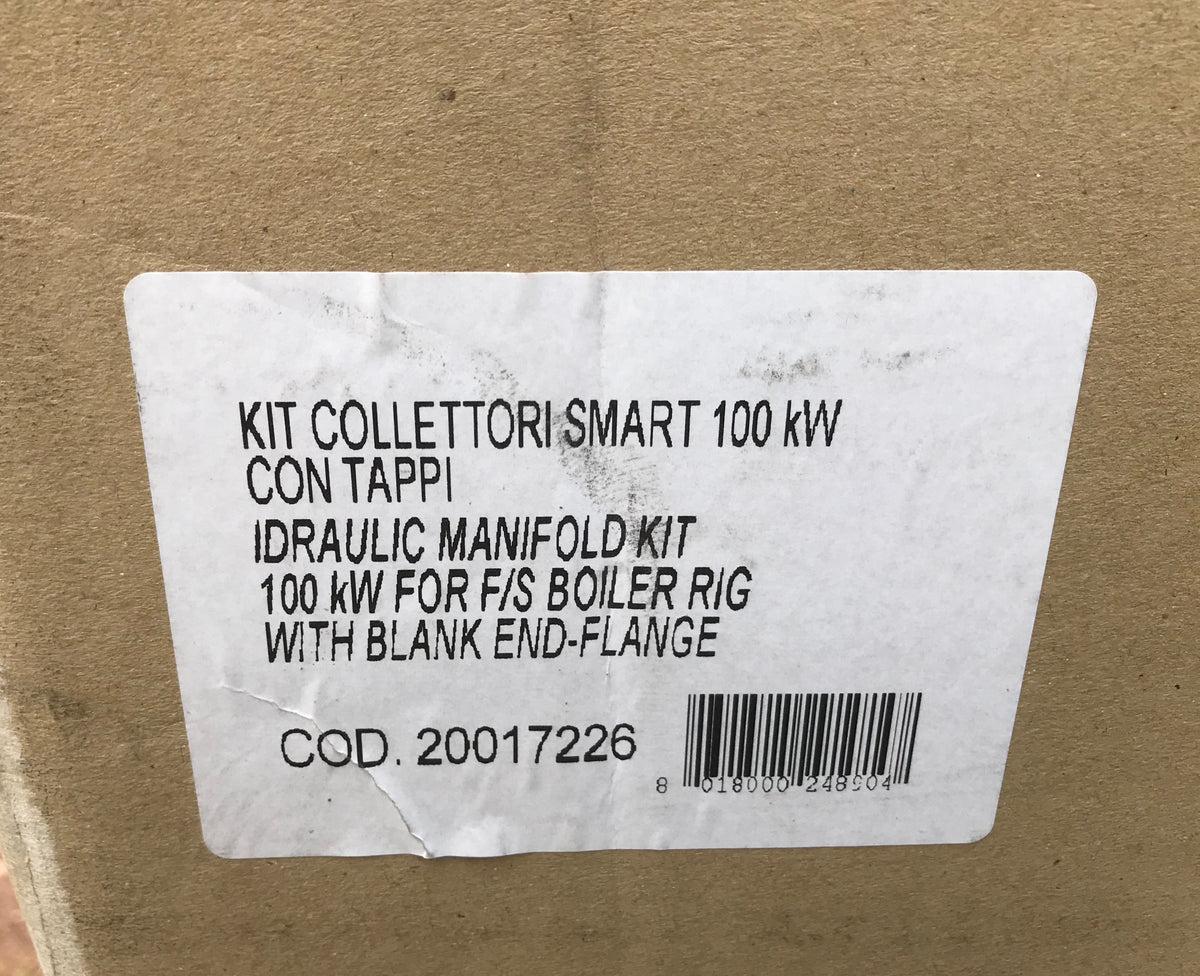 KIT COLLETTORI SMART 100 kW
CON TAPPI
IDRAULIC MANIFOLD KIT
100 kW FOR F/S BOILER RIG
WITH BLANK END-FLANGE
COD. 20017226
8 018000 248904